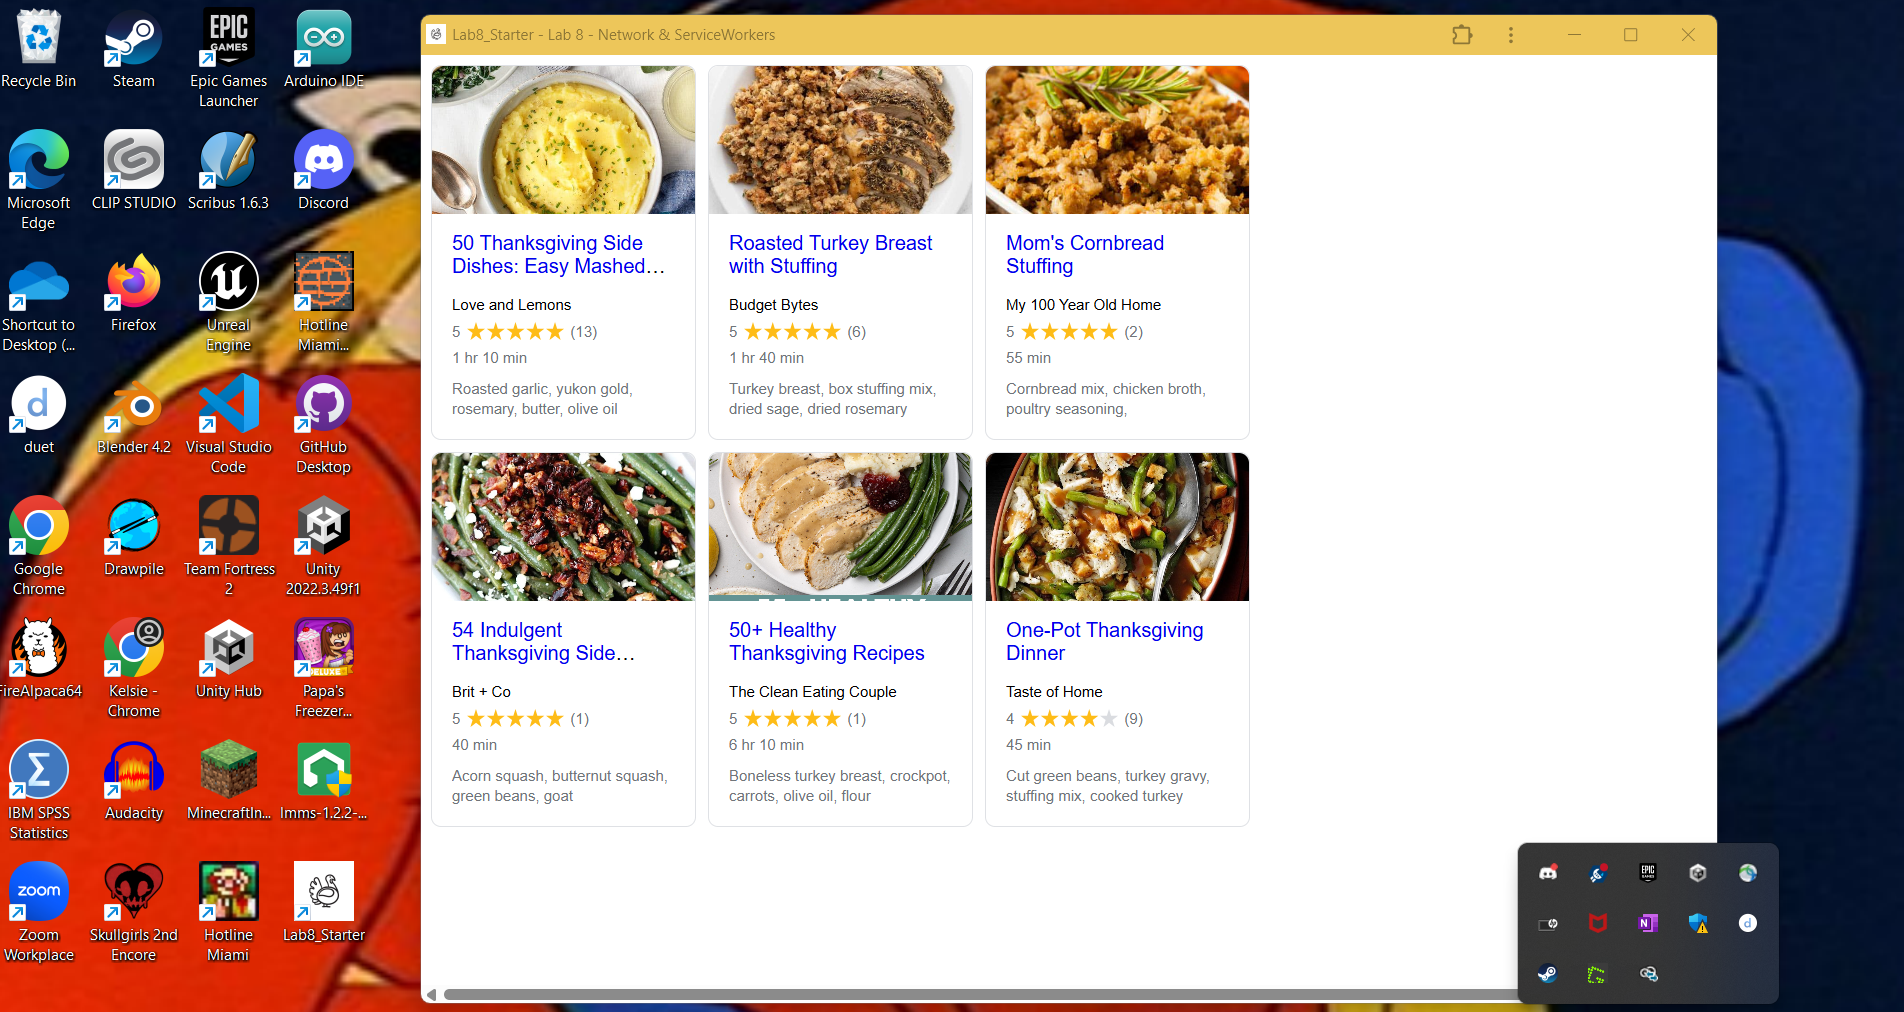 Recycle Bin
Steam
EPIC
GAMES
Epic Games
Launcher
Arduino IDE
Microsoft
Edge
CLIP STUDIO
Scribus 1.6.3
Discord
Shortcut to
Desktop (...
Firefox
Unreal
Engine
Hotline
Miami...
d
duet
Blender 4.2
Visual Studio
Code
GitHub
Desktop
Google
Chrome
Drawpile
Team Fortress
2
Unity
2022.3.49f1
FireAlpaca64
Kelsie -
Chrome
Unity Hub
DELUXE
Papa's
Freezer...
Σ
IBM SPSS
Statistics
Audacity
MinecraftIn...
lmms-1.2.2-...
zoom
Zoom
Workplace
Skullgirls 2nd
Encore
Hotline
Miami
Lab8_Starter
Lab8_Starter - Lab 8 - Network & ServiceWorkers
50 Thanksgiving Side
Dishes: Easy Mashed...
Love and Lemons
5 ★★★★★ (13)
1 hr 10 min
Roasted garlic, yukon gold,
rosemary, butter, olive oil
Roasted Turkey Breast
with Stuffing
Budget Bytes
5 ★★★★★ (6)
1 hr 40 min
Turkey breast, box stuffing mix,
dried sage, dried rosemary
Mom's Cornbread
Stuffing
My 100 Year Old Home
5 ★★★★★ (2)
55 min
Cornbread mix, chicken broth,
poultry seasoning,
54 Indulgent
Thanksgiving Side...
Brit + Co
5 ★★★★★ (1)
40 min
Acorn squash, butternut squash,
green beans, goat
50+ Healthy
Thanksgiving Recipes
The Clean Eating Couple
5 ★★★★★ (1)
6 hr 10 min
Boneless turkey breast, crockpot,
carrots, olive oil, flour
One-Pot Thanksgiving
Dinner
Taste of Home
4 ★★★★★ (9)
45 min
Cut green beans, turkey gravy,
stuffing mix, cooked turkey
EPIC
GAMES
N
d